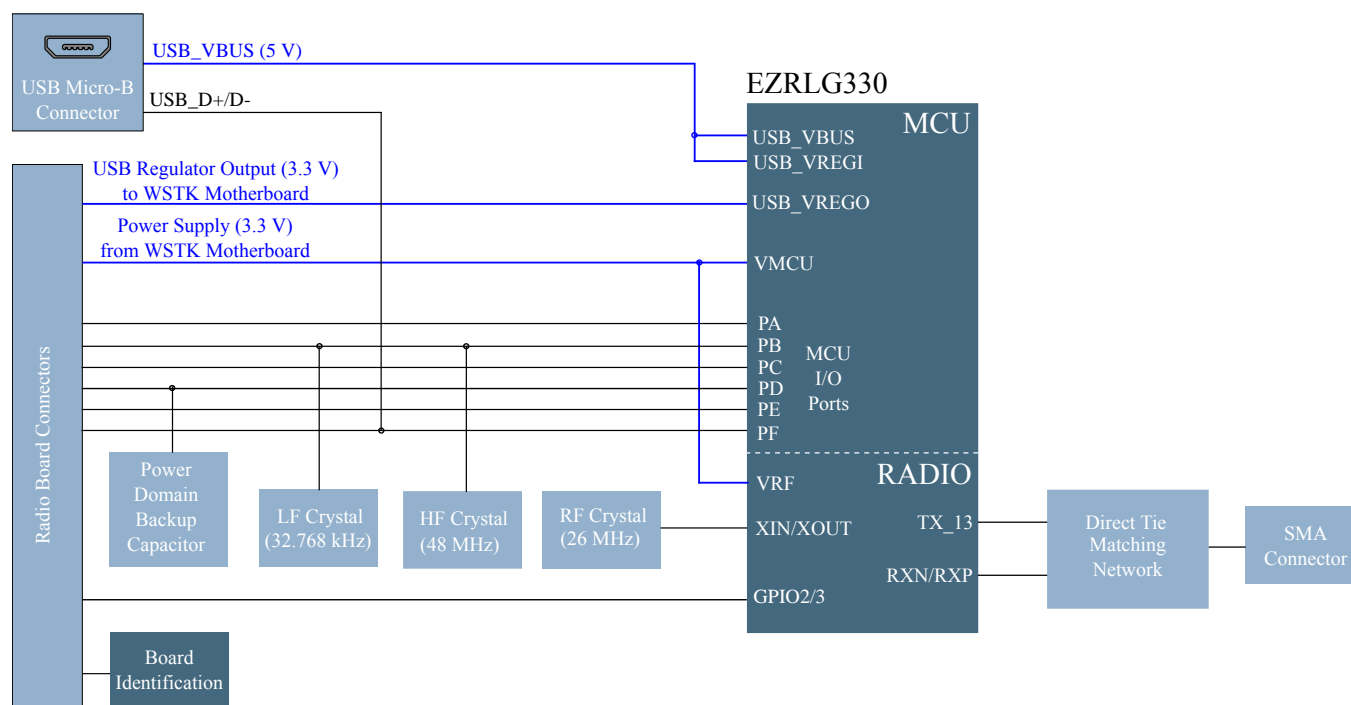 USB Micro-B
Connector
USB_VBUS (5 V)
USB_D+/D-
Radio Board Connectors
USB Regulator Output (3.3 V)
to WSTK Motherboard
Power Supply (3.3 V)
from WSTK Motherboard
EZRLG330
MCU
USB_VBUS
USB_VREGI
USB_VREGO
VMCU
PA
PB
PC
PD
PE
PF
MCU
I/O
Ports
RADIO
VRF
XIN/XOUT
GPIO2/3
TX_13
RXN/RXP
Power
Domain
Backup
Capacitor
LF Crystal
(32.768 kHz)
HF Crystal
(48 MHz)
RF Crystal
(26 MHz)
Direct Tie
Matching
Network
SMA
Connector
Board
Identification